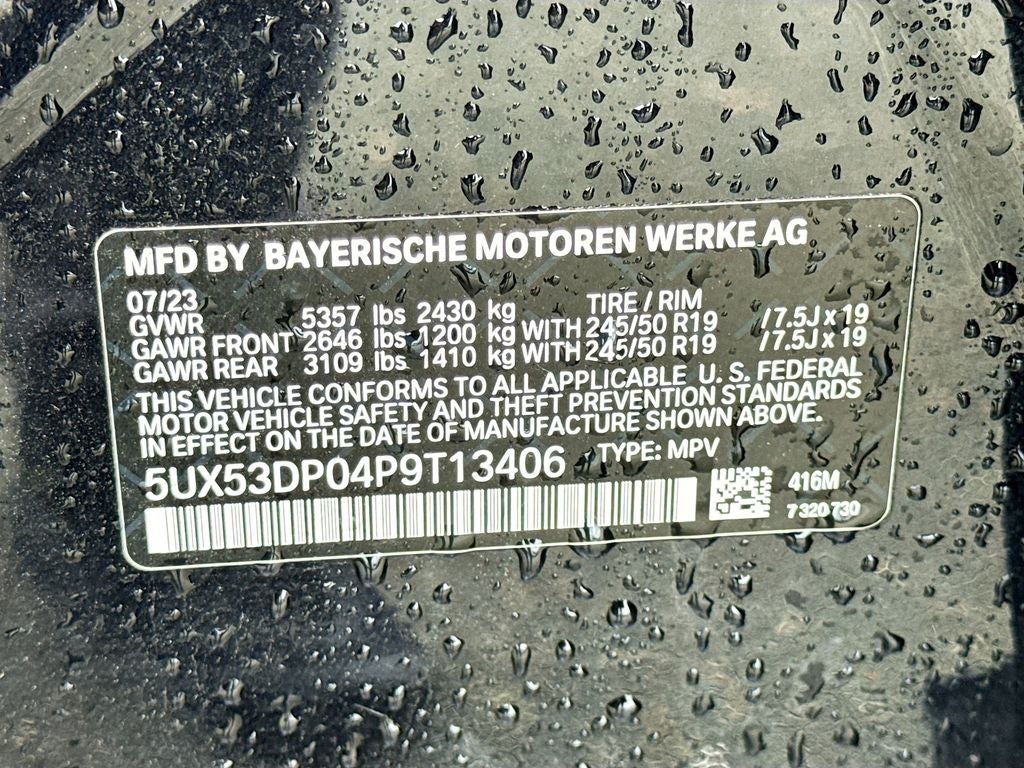 MFD BY BAYERISCHE MOTOREN WERKE AG
07/23 TIRE / RIM
GVWR 5357 lbs 2430 kg
GAWR FRONT 2646 lbs 1200 kg WITH 245/50 R19 /7.5J x 19
GAWR REAR 3109 lbs 1410 kg WITH 245/50 R19 /7.5J x 19
THIS VEHICLE CONFORMS TO ALL APPLICABLE U. S. FEDERAL
MOTOR VEHICLE SAFETY AND THEFT PREVENTION STANDARDS
IN EFFECT ON THE DATE OF MANUFACTURE SHOWN ABOVE.
5UX53DP04P9T13406 TYPE: MPV
416M
7 320 730